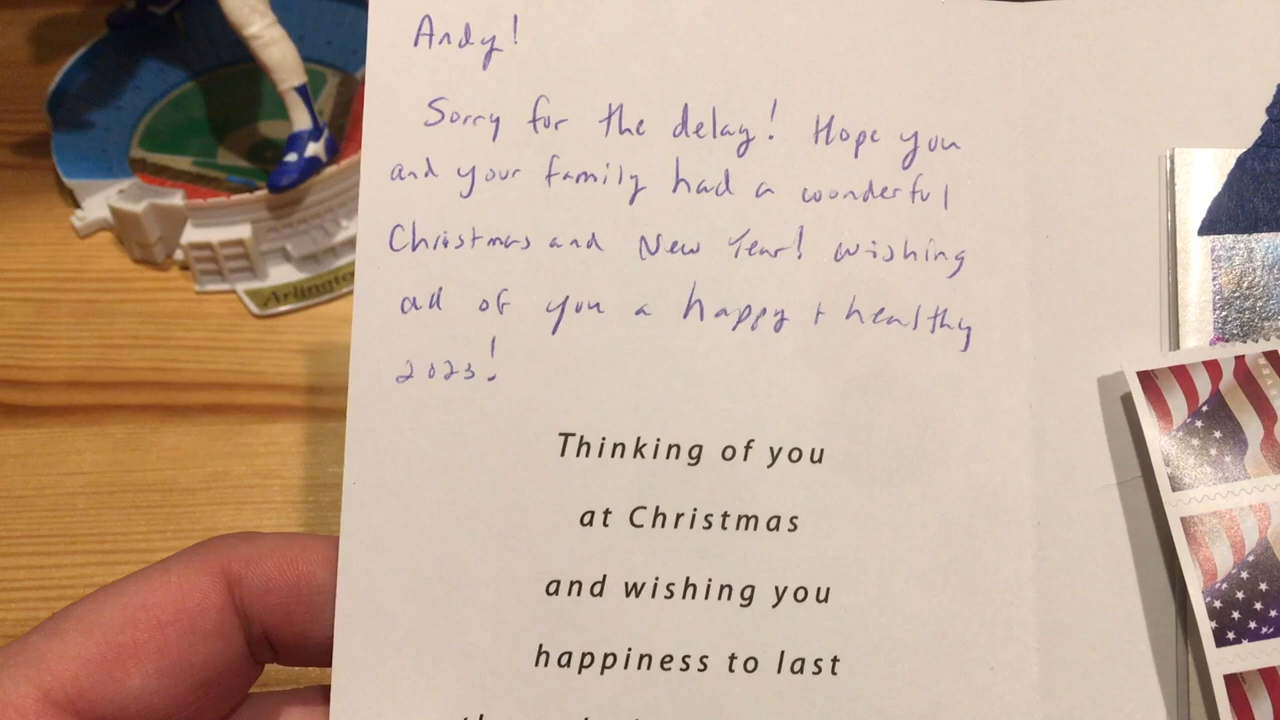 Andy!
Sorry for the delay! Hope you
and your family had a wonderful
Christmas and New Year! Wishing
all of you a happy + healthy
2023!
Thinking of you
at Christmas
and wishing you
happiness to last
Arlingto